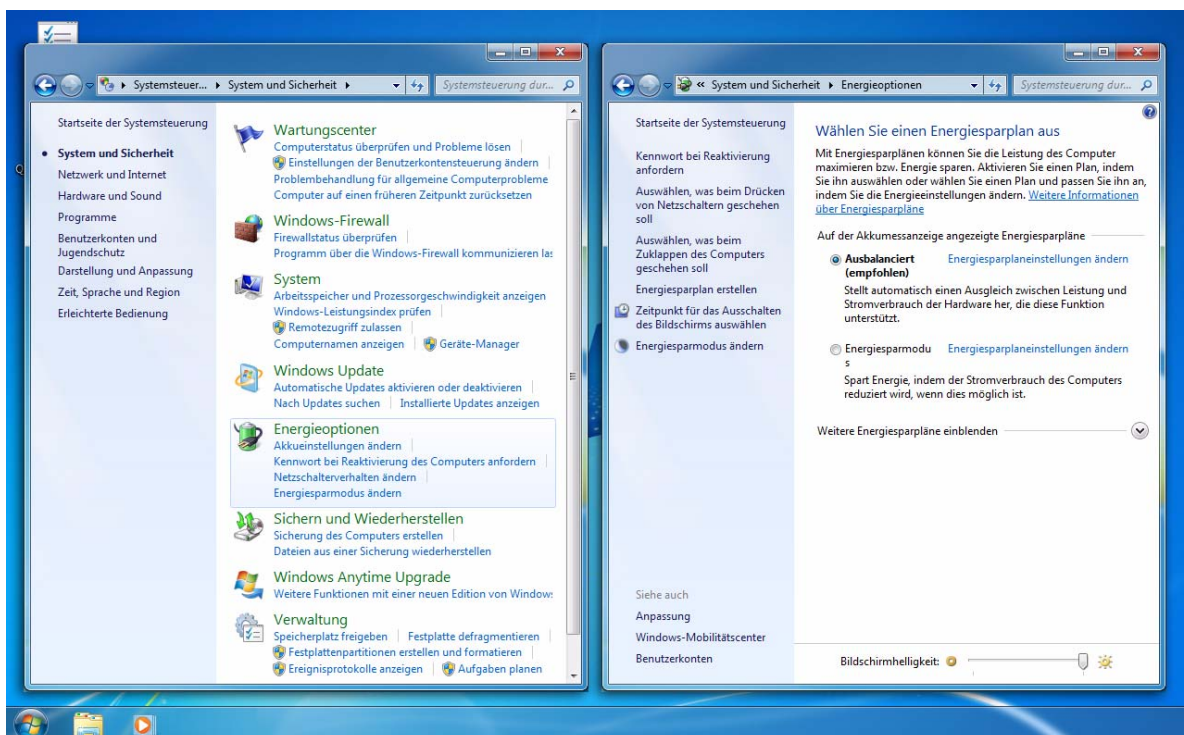 Systemsteuer... ▸ System und Sicherheit ▸
Systemsteuerung dur...
Startseite der Systemsteuerung
System und Sicherheit
Netzwerk und Internet
Hardware und Sound
Programme
Benutzerkonten und
Jugendschutz
Darstellung und Anpassung
Zeit, Sprache und Region
Erleichterte Bedienung
Wartungscenter
Computerstatus überprüfen und Probleme lösen
Einstellungen der Benutzerkontensteuerung ändern
Problembehandlung für allgemeine Computerprobleme
Computer auf einen früheren Zeitpunkt zurücksetzen
Windows-Firewall
Firewallstatus überprüfen
Programm über die Windows-Firewall kommunizieren las
System
Arbeitsspeicher und Prozessorgeschwindigkeit anzeigen
Windows-Leistungsindex prüfen
Remotezugriff zulassen
Computernamen anzeigen | Geräte-Manager
Windows Update
Automatische Updates aktivieren oder deaktivieren
Nach Updates suchen | Installierte Updates anzeigen
Energieoptionen
Akkueinstellungen ändern
Kennwort bei Reaktivierung des Computers anfordern
Netzschalterverhalten ändern
Energiesparmodus ändern
Sichern und Wiederherstellen
Sicherung des Computers erstellen
Dateien aus einer Sicherung wiederherstellen
Windows Anytime Upgrade
Weitere Funktionen mit einer neuen Edition von Window
Verwaltung
Speicherplatz freigeben | Festplatte defragmentieren
Festplattenpartitionen erstellen und formatieren
Ereignisprotokolle anzeigen | Aufgaben planen
« System und Sicherheit ▸ Energieoptionen
Systemsteuerung dur...
Startseite der Systemsteuerung
Kennwort bei Reaktivierung
anfordern
Auswählen, was beim Drücken
von Netzschaltern geschehen
soll
Auswählen, was beim
Zuklappen des Computers
geschehen soll
Energiesparplan erstellen
Zeitpunkt für das Ausschalten
des Bildschirms auswählen
Energiesparmodus ändern
Siehe auch
Anpassung
Windows-Mobilitätscenter
Benutzerkonten
Wählen Sie einen Energiesparplan aus
Mit Energiesparplänen können Sie die Leistung des Computer
maximieren bzw. Energie sparen. Aktivieren Sie einen Plan, indem
Sie ihn auswählen oder wählen Sie einen Plan und passen Sie ihn an,
indem Sie die Energieeinstellungen ändern. Weitere Informationen
über Energiesparpläne
Auf der Akkumessanzeige angezeigte Energiesparpläne
Ausbalanciert Energiesparplaneinstellungen ändern
(empfohlen)
Stellt automatisch einen Ausgleich zwischen Leistung und
Stromverbrauch der Hardware her, die diese Funktion
unterstützt.
Energiesparmodu Energiesparplaneinstellungen ändern
s
Spart Energie, indem der Stromverbrauch des Computers
reduziert wird, wenn dies möglich ist.
Weitere Energiesparpläne einblenden
Bildschirmhelligkeit: